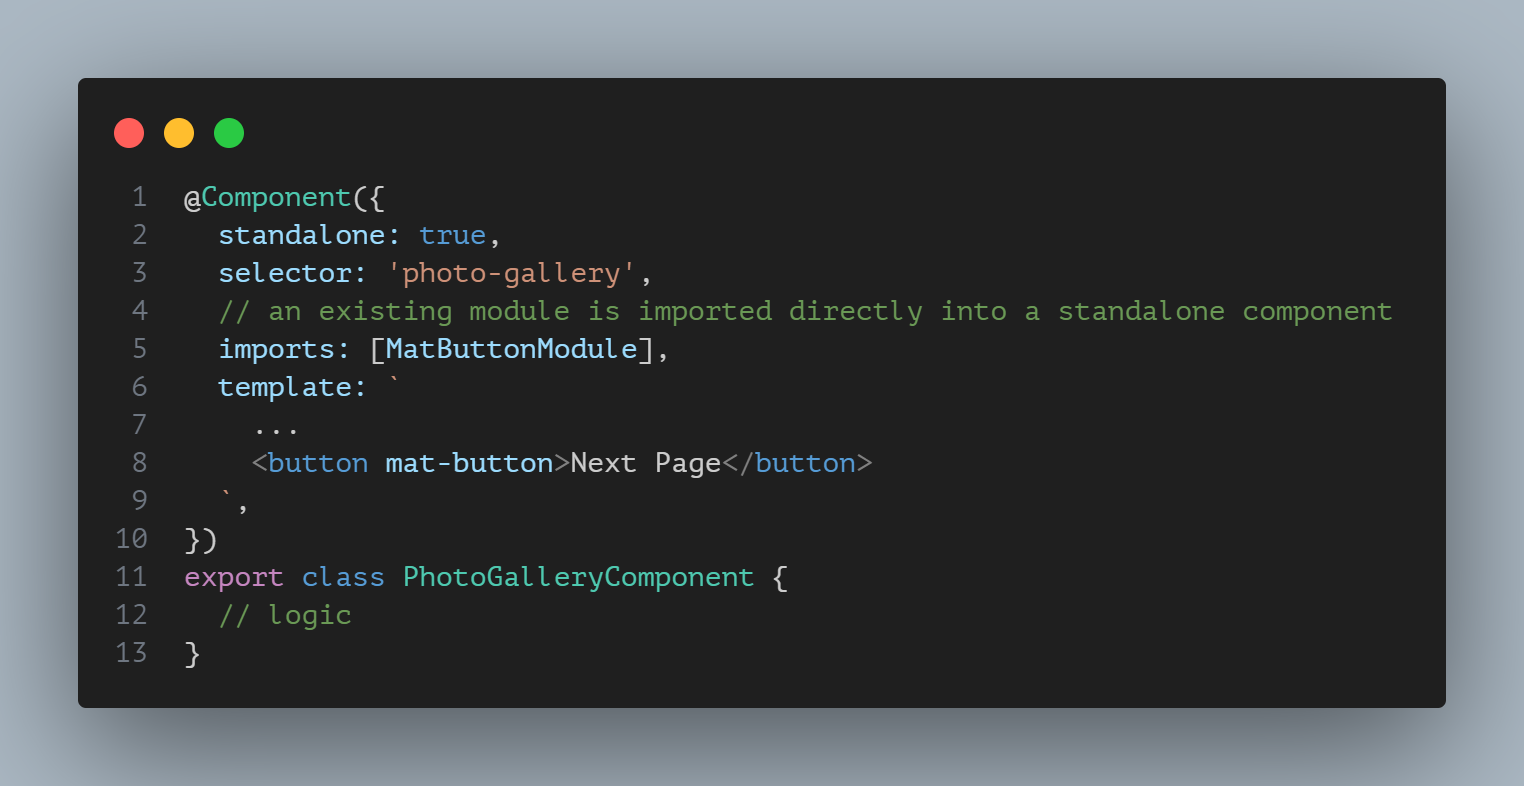 1 @Component({
2   standalone: true,
3   selector: 'photo-gallery',
4   // an existing module is imported directly into a standalone component
5   imports: [MatButtonModule],
6   template: `
7     ...
8     <button mat-button>Next Page</button>
9   `,
10 })
11 export class PhotoGalleryComponent {
12   // logic
13 }